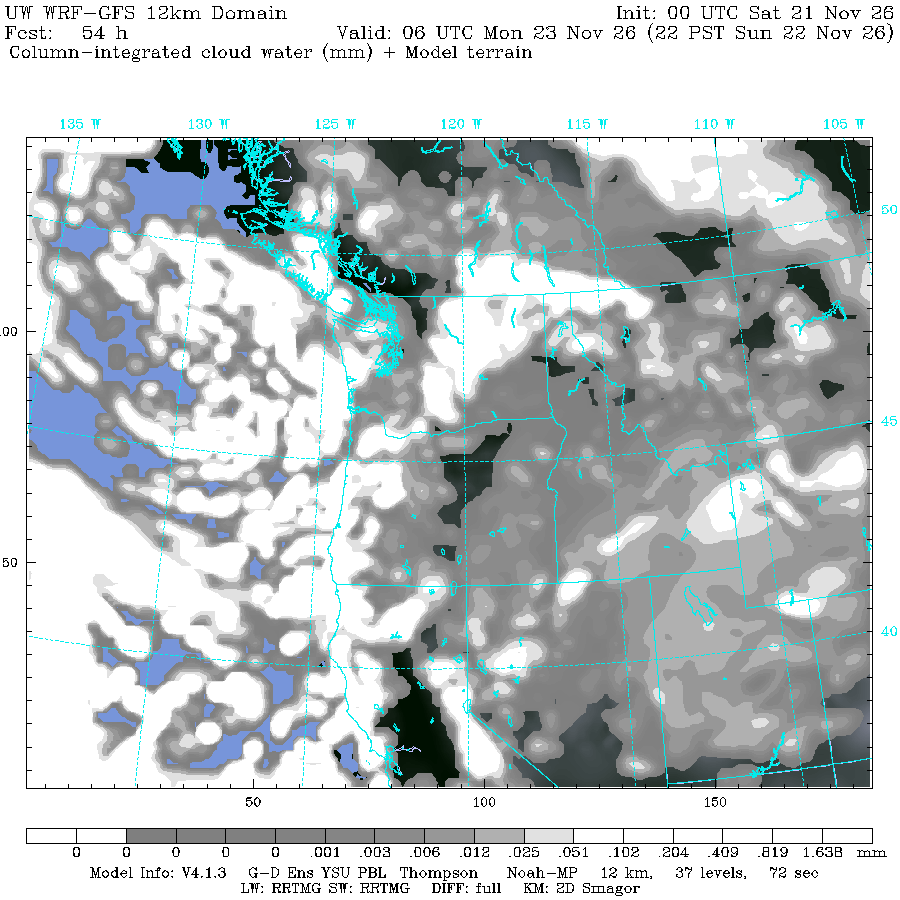 UW WRF-GFS 12km Domain Init: 00 UTC Sat 21 Nov 26
Fcst: 54 h Valid: 06 UTC Mon 23 Nov 26 (22 PST Sun 22 Nov 26)
Column-integrated cloud water (mm) + Model terrain
135 W 130 W 125 W 120 W 115 W 110 W 105 W
50
00
45
50
40
50 100 150
0 0 0 0 .001 .003 .006 .012 .025 .051 .102 .204 .409 .819 1.638 mm
Model Info: V4.1.3 G-D Ens YSU PBL Thompson Noah-MP 12 km, 37 levels, 72 sec
LW: RRTMG SW: RRTMG DIFF: full KM: 2D Smagor